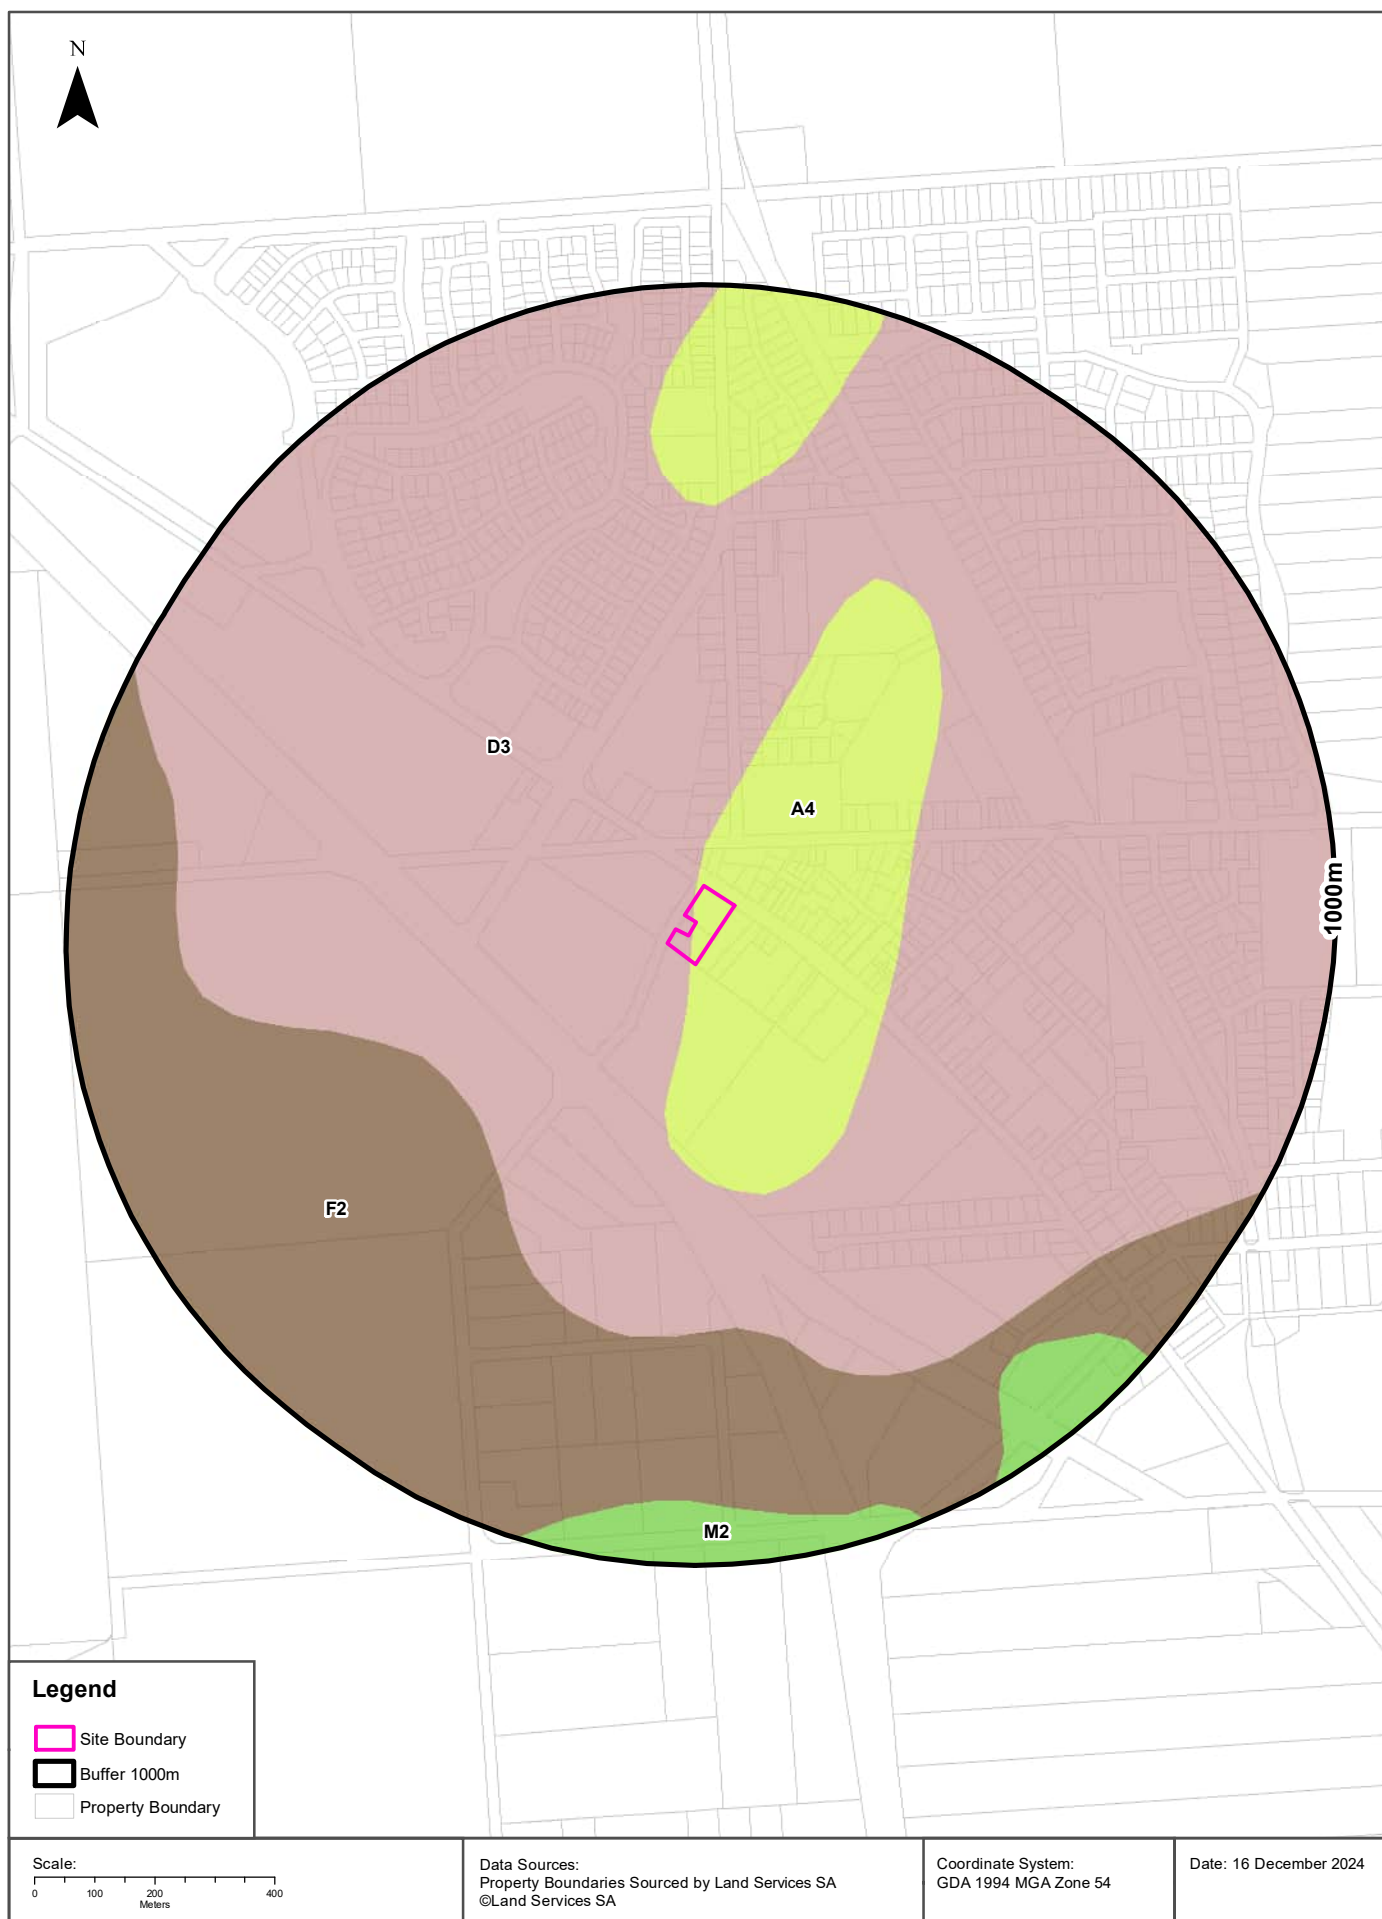 N
D3
A4
1000m
F2
M2
Legend
Site Boundary
Buffer 1000m
Property Boundary
Scale:
0 100 200 400
Meters
Data Sources:
Property Boundaries Sourced by Land Services SA
©Land Services SA
Coordinate System:
GDA 1994 MGA Zone 54
Date: 16 December 2024